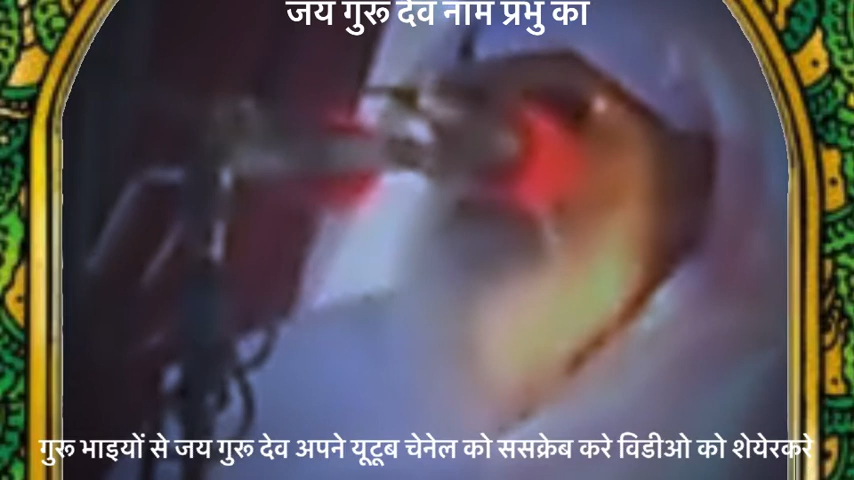 जय गुरू देव नाम प्रभु का
गुरू भाइयों से जय गुरू देव अपने यूटूब चेनेल को ससक्रेब करे विडीओ को शेयेरकरे